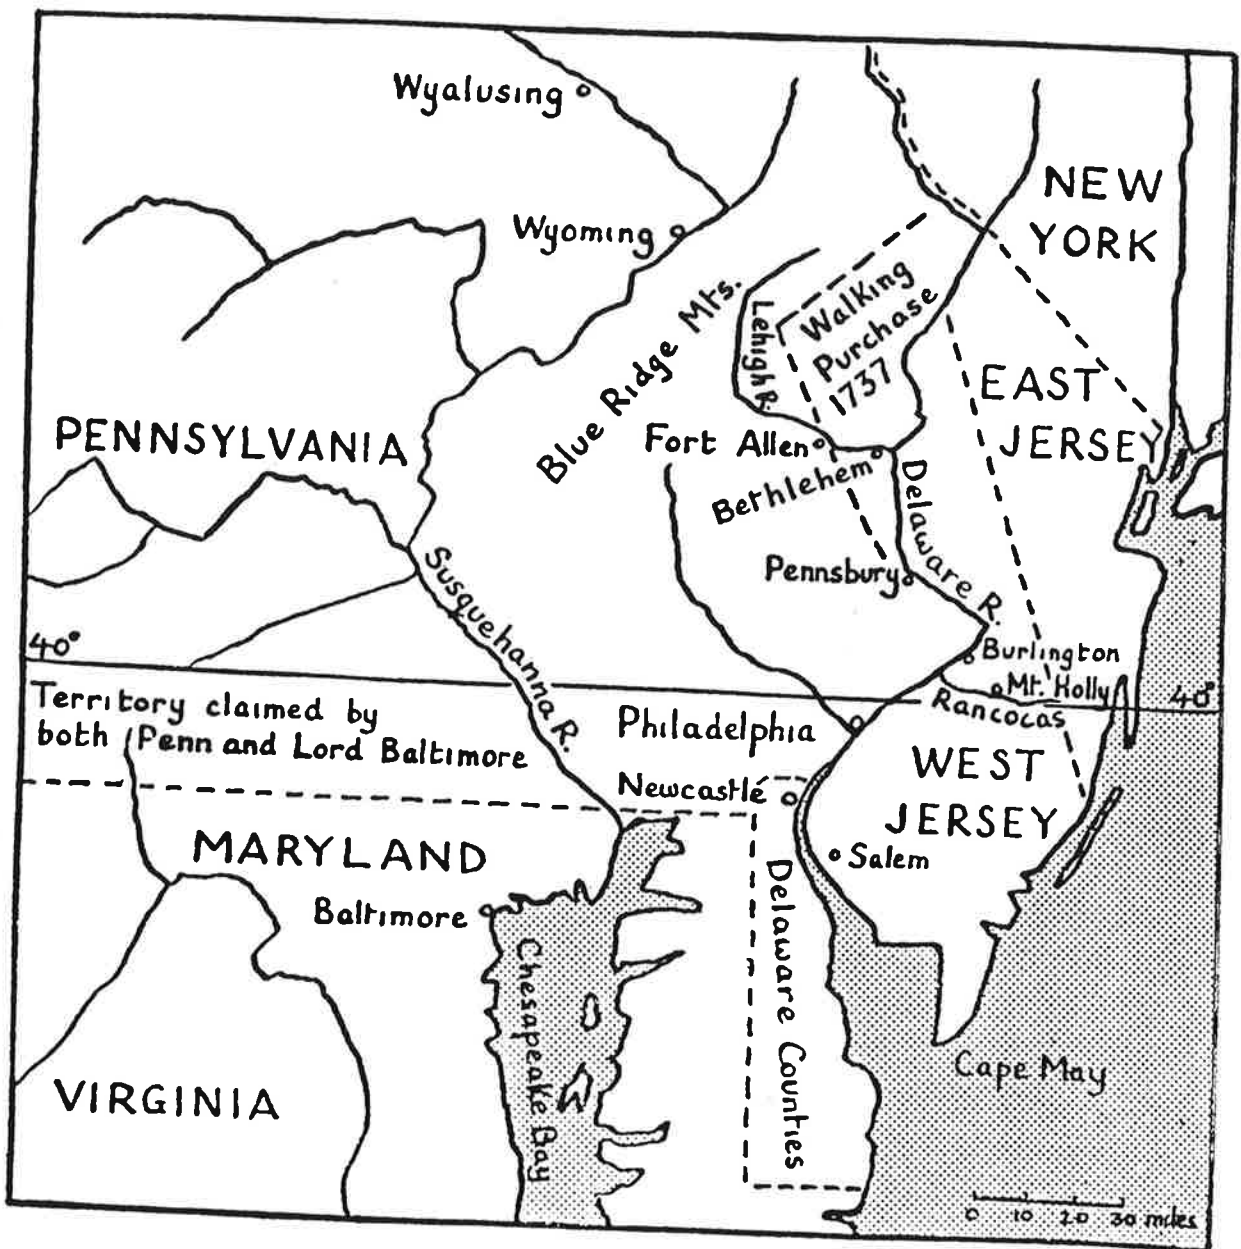 Wyalusing
NEW
YORK
Wyoming
Blue Ridge Mts.
Lehigh R.
Walking
Purchase
1737
EAST
JERSEY
PENNSYLVANIA
Fort Allen
Bethlehem
Delaware R.
Pennsbury
Susquehanna R.
40°
Burlington
Mt. Holly
40°
Rancocas
Territory claimed by
both Penn and Lord Baltimore
Philadelphia
Newcastle
WEST
JERSEY
MARYLAND
Salem
Baltimore
Delaware Counties
Chesapeake Bay
Cape May
VIRGINIA
0 10 20 30 miles